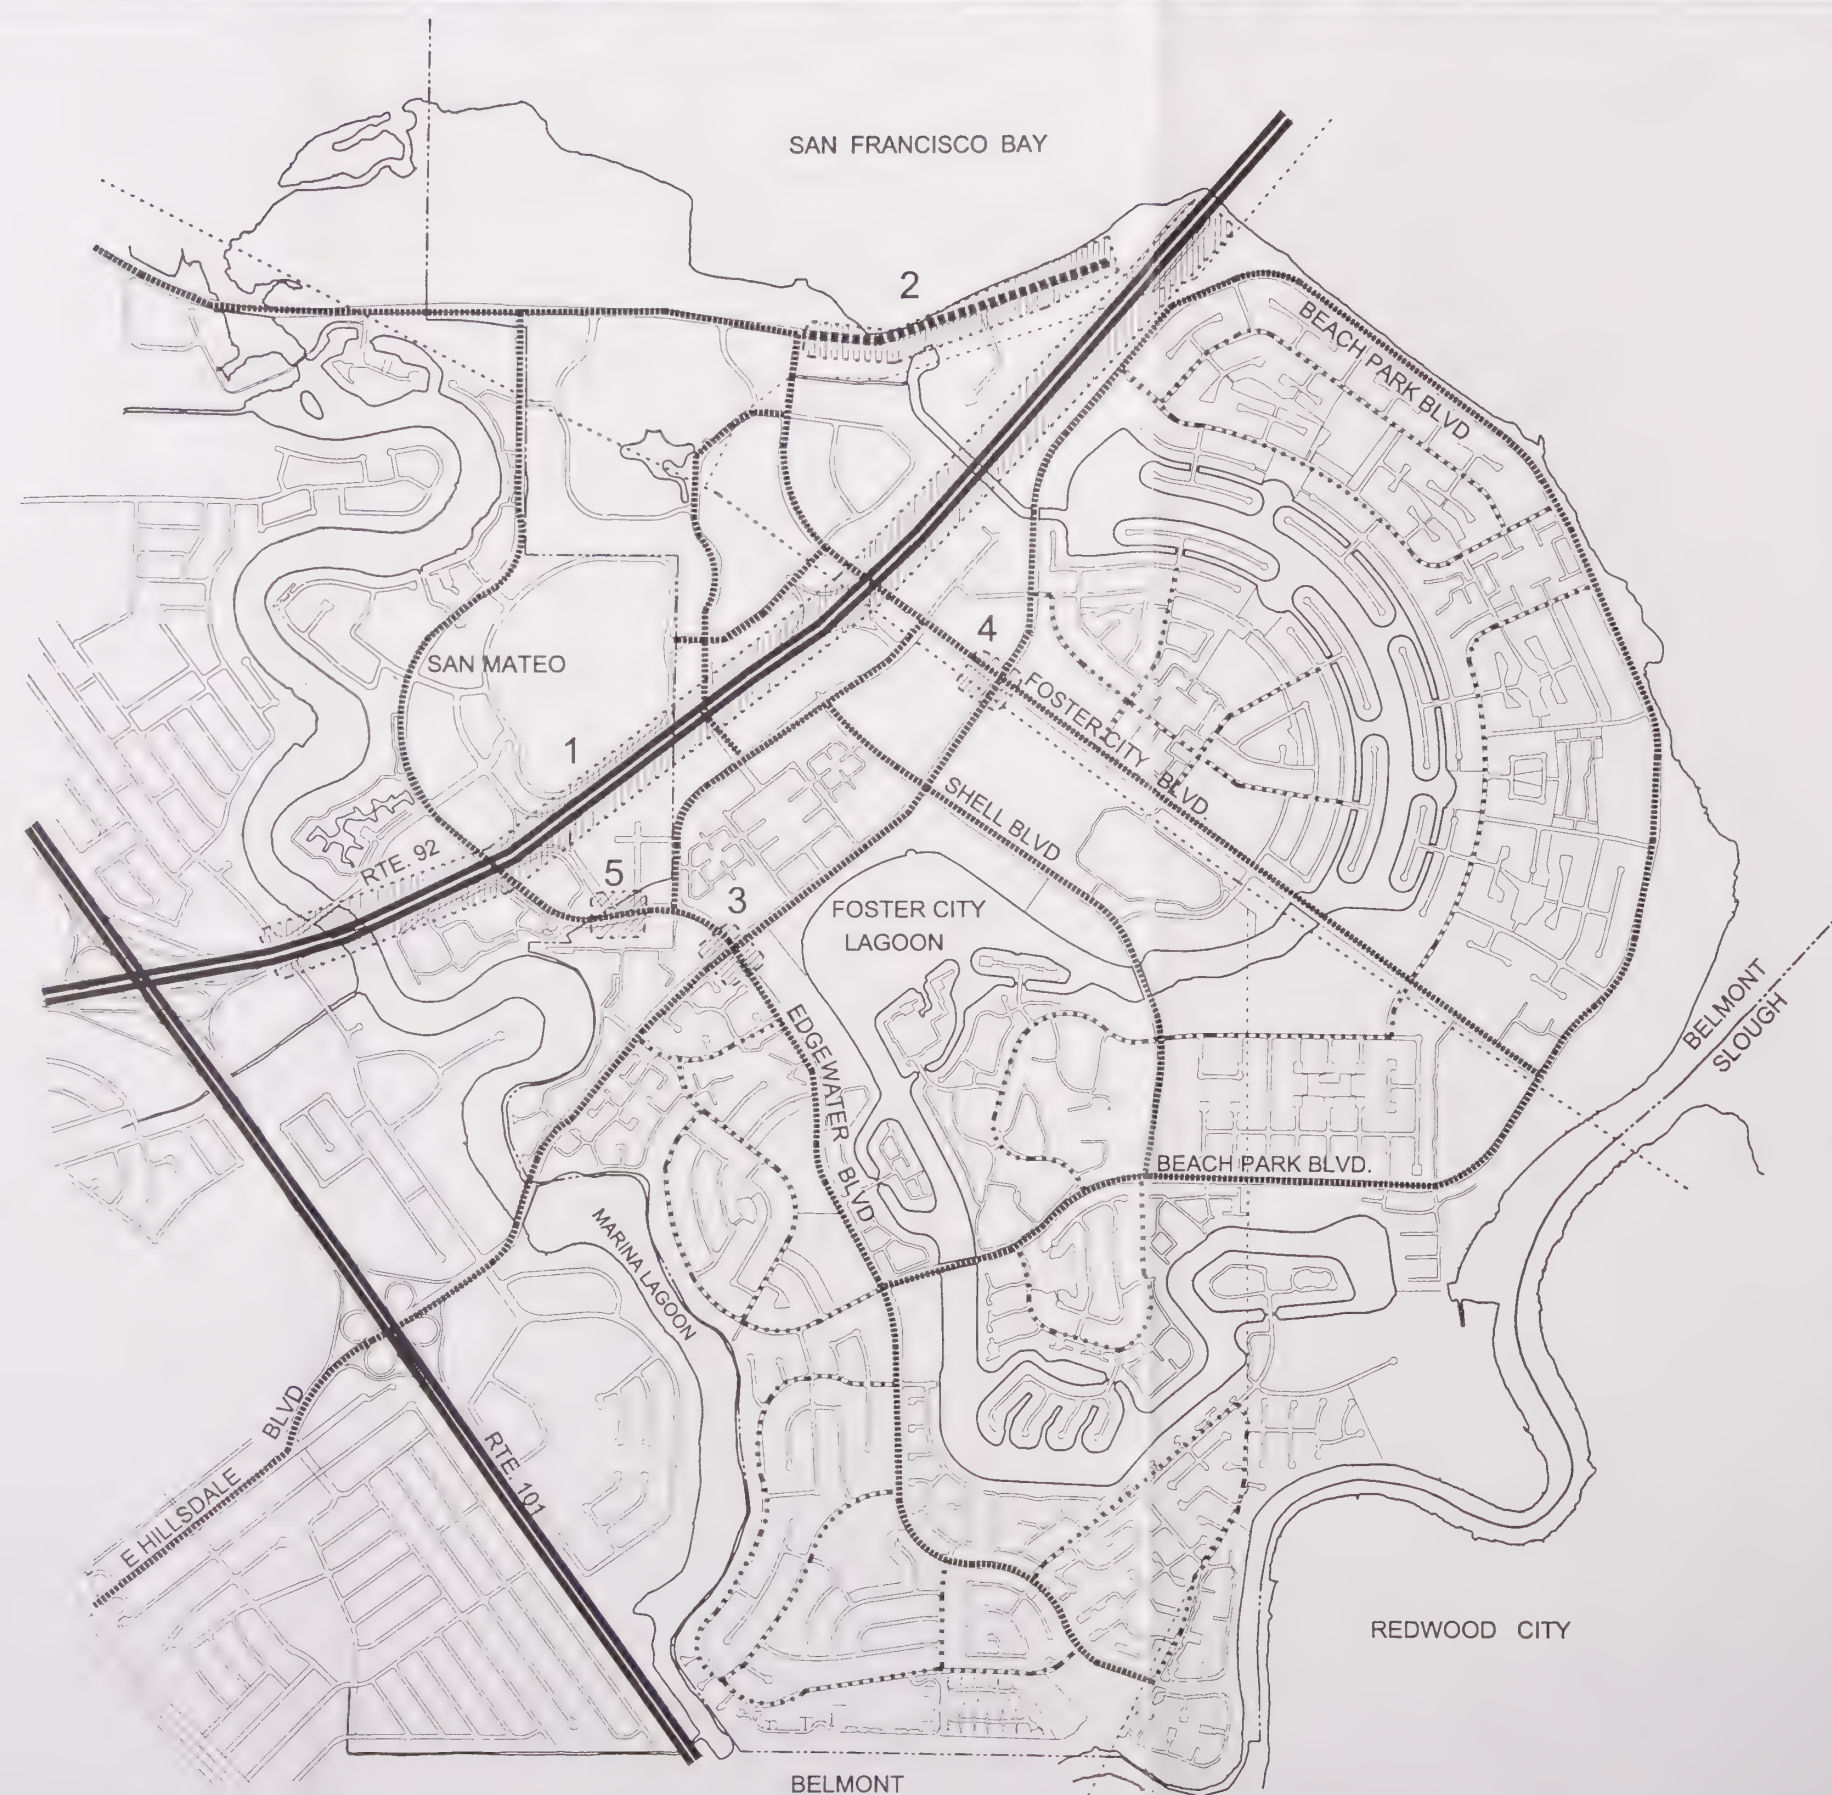 SAN FRANCISCO BAY
2
BEACH PARK BLVD
4
SAN MATEO
FOSTER CITY BLVD.
1
SHELL BLVD
RTE. 92
5
3
FOSTER CITY
LAGOON
BELMONT
SLOUGH
EDGEWATER BLVD
BEACH PARK BLVD.
MARINA LAGOON
E HILLSDALE BLVD
RTE. 101
REDWOOD CITY
BELMONT